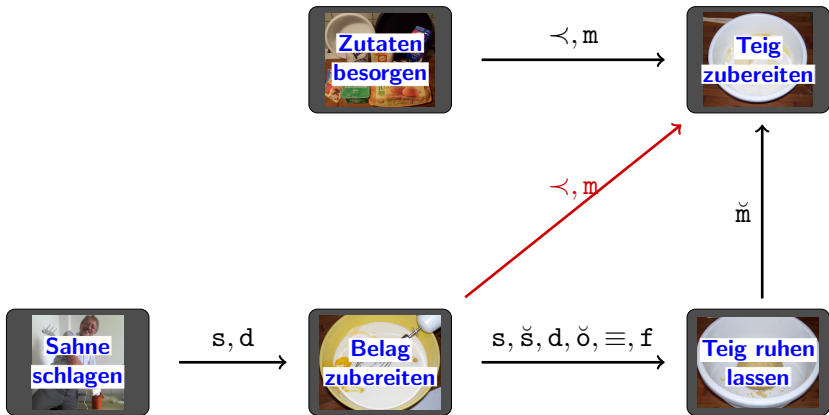 Zutaten
besorgen
≺, m
Teig
zubereiten
≺, m
m̆
Sahne
schlagen
s, d
Belag
zubereiten
s, s̆, d, ŏ, ≡, f
Teig ruhen
lassen